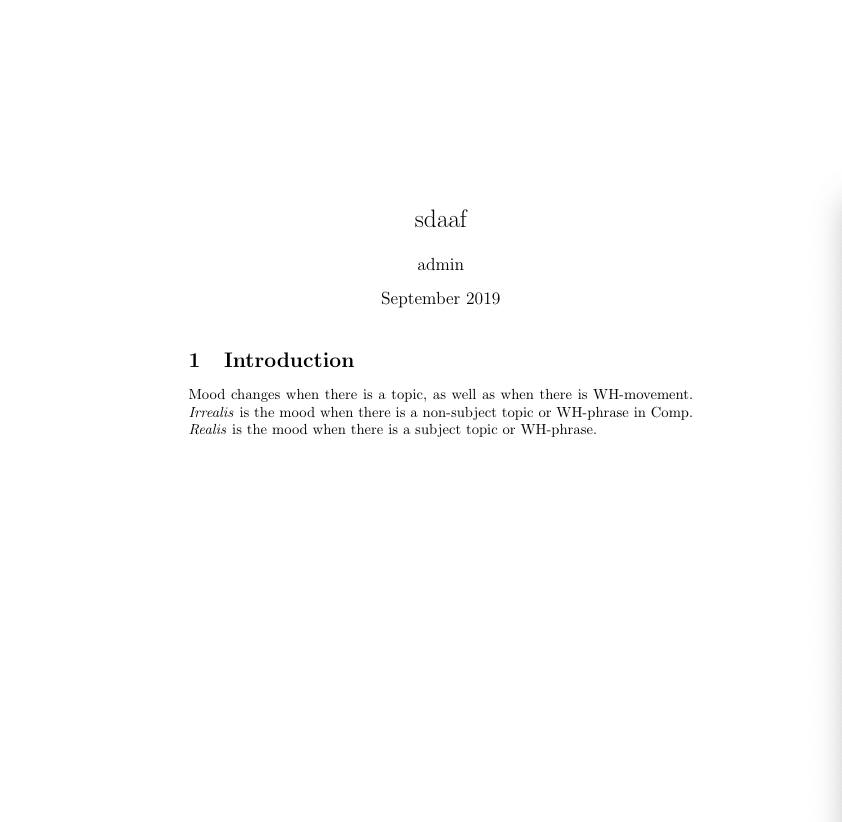 sdaaf
admin
September 2019
1 Introduction
Mood changes when there is a topic, as well as when there is WH-movement.
Irrealis is the mood when there is a non-subject topic or WH-phrase in Comp.
Realis is the mood when there is a subject topic or WH-phrase.